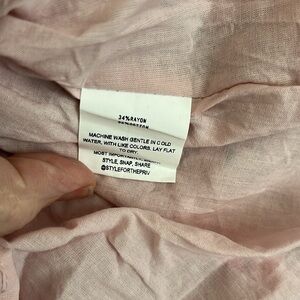 34%RAYON
MACHINE WASH GENTLE IN COLD
WATER, WITH LIKE COLORS. LAY FLAT
TO DRY.
MOST
STYLE, SNAP, SHARE
@STYLEFORTHEPRIV